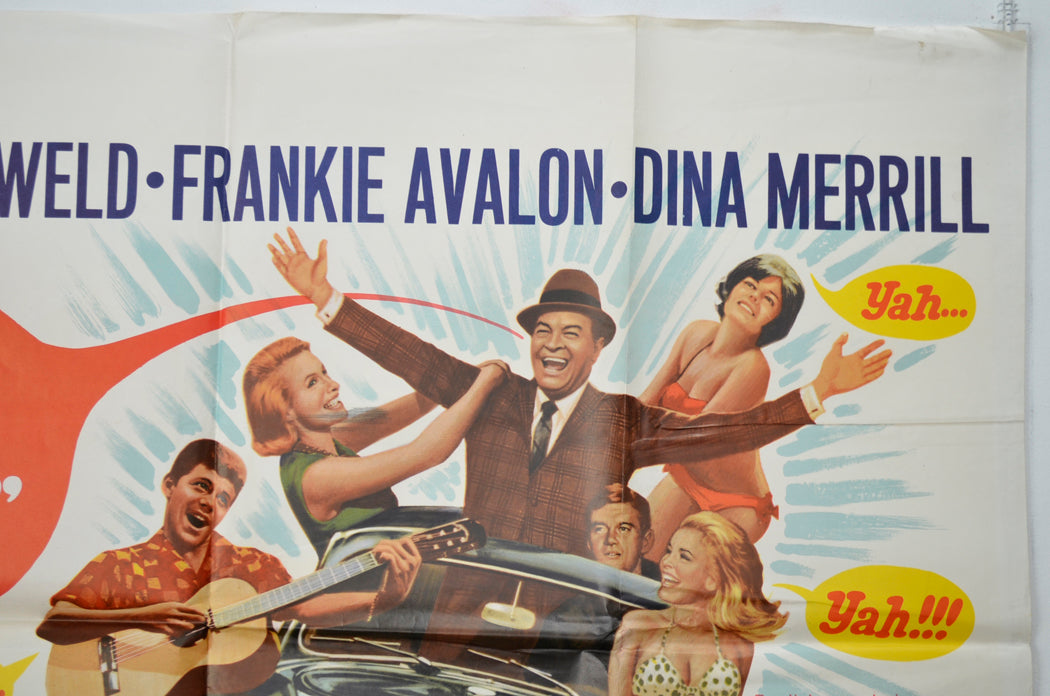 WELD • FRANKIE AVALON • DINA MERRILL
Yah...
”
Yah!!!